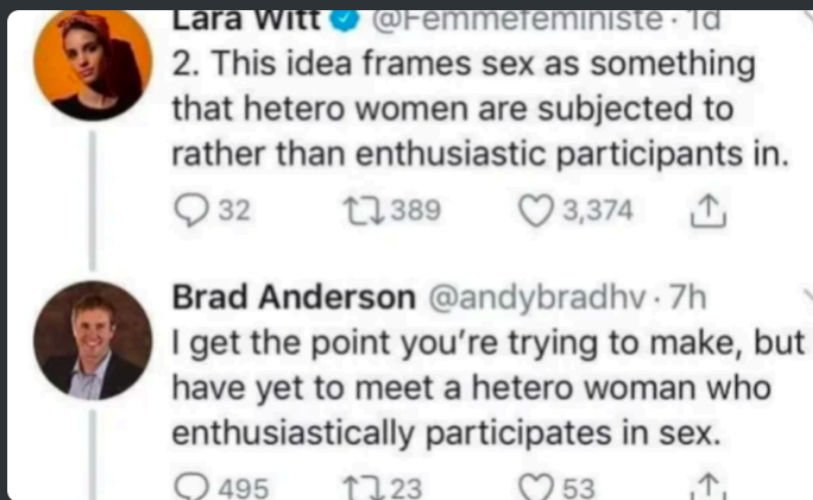 Lara Witt @Femmefeministe · 1d
2. This idea frames sex as something
that hetero women are subjected to
rather than enthusiastic participants in.
32 389 3,374
Brad Anderson @andybradhv · 7h
I get the point you're trying to make, but
have yet to meet a hetero woman who
enthusiastically participates in sex.
495 23 53